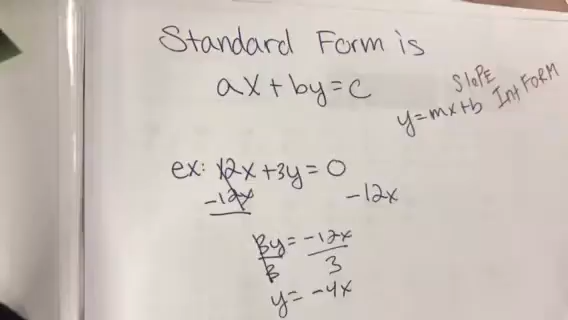 Standard Form is
ax+by=c
SLOPE
y=mx+b Int FORM
ex: 12x+3y=0
-12x -12x
3y=-12x
3 3
y=-4x